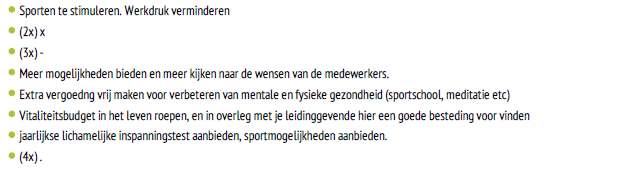 • Sporten te stimuleren. Werkdruk verminderen
• (2x) x
• (3x) -
• Meer mogelijkheden bieden en meer kijken naar de wensen van de medewerkers.
• Extra vergoedng vrij maken voor verbeteren van mentale en fysieke gezondheid (sportschool, meditatie etc)
• Vitaliteitsbudget in het leven roepen, en in overleg met je leidinggevende hier een goede besteding voor vinden
• jaarlijkse lichamelijke inspanningstest aanbieden, sportmogelijkheden aanbieden.
• (4x) .